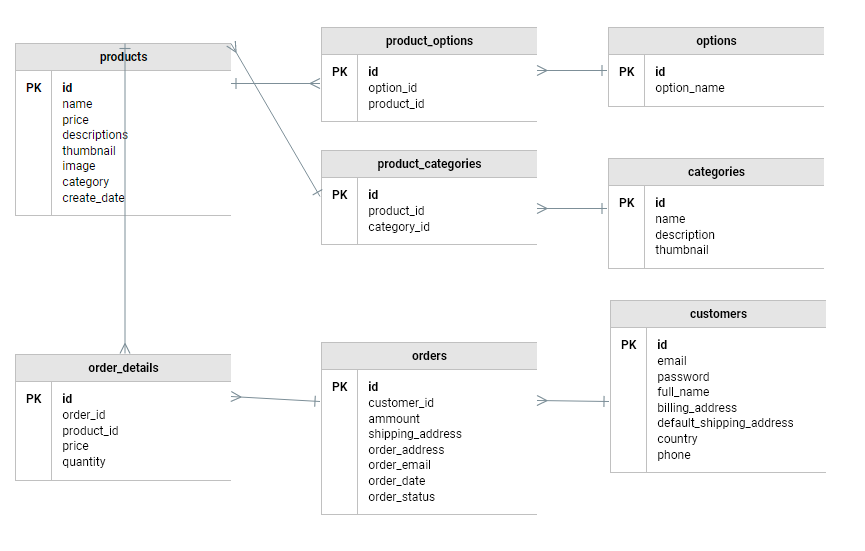 products
PK id
name
price
descriptions
thumbnail
image
category
create_date
product_options
PK id
option_id
product_id
options
PK id
option_name
product_categories
PK id
product_id
category_id
categories
PK id
name
description
thumbnail
order_details
PK id
order_id
product_id
price
quantity
orders
PK id
customer_id
ammount
shipping_address
order_address
order_email
order_date
order_status
customers
PK id
email
password
full_name
billing_address
default_shipping_address
country
phone